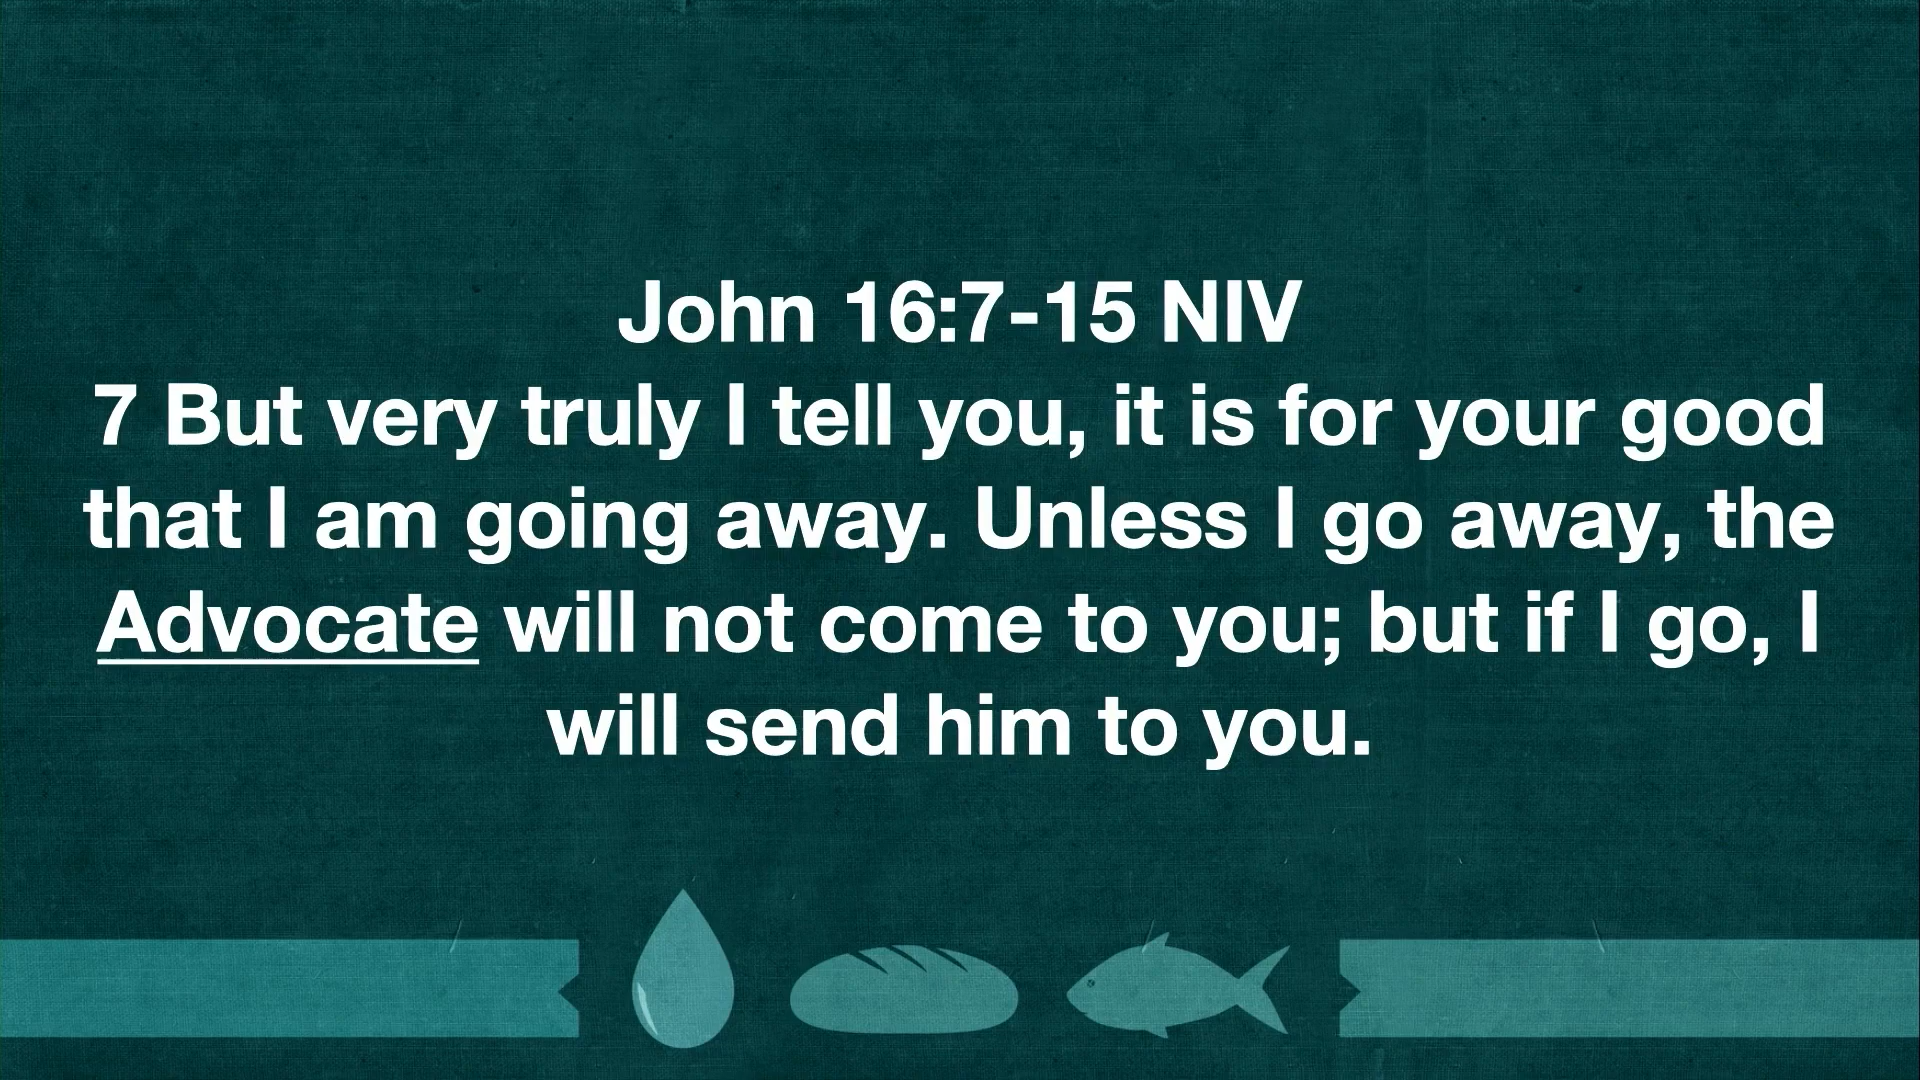 John 16:7-15 NIV
7 But very truly I tell you, it is for your good
that I am going away. Unless I go away, the
Advocate will not come to you; but if I go, I
will send him to you.